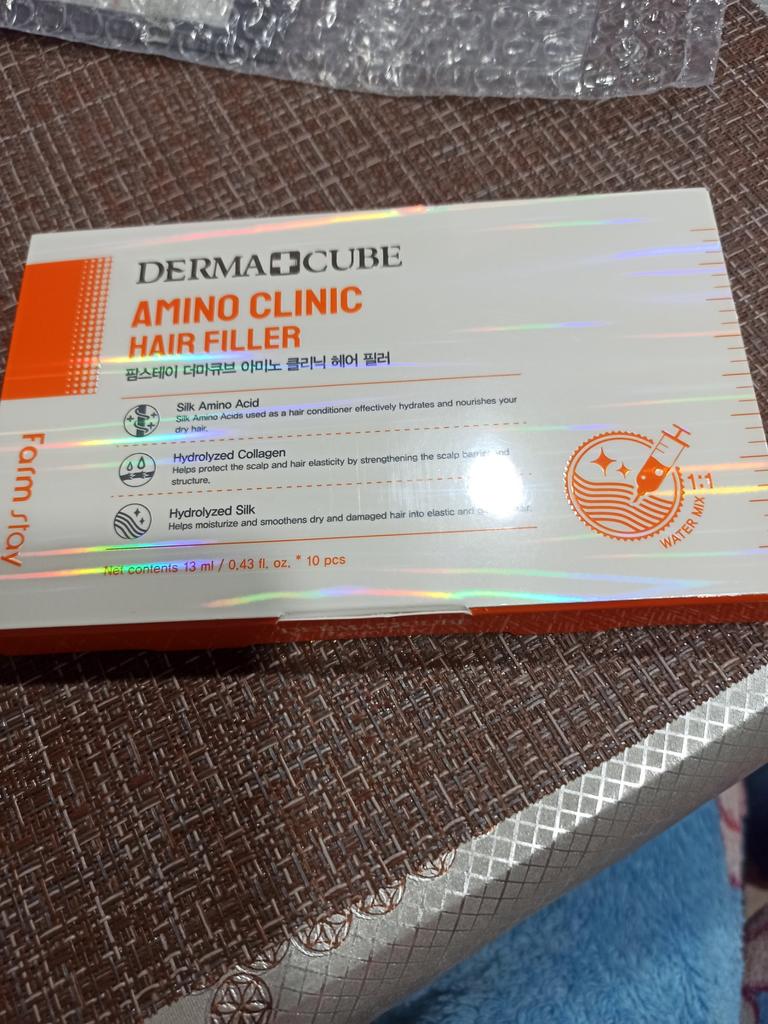 DERMA CUBE
AMINO CLINIC
HAIR FILLER
팜스테이 더마큐브 아미노 클리닉 헤어 필러
Silk Amino Acid
Silk Amino Acids used as a hair conditioner effectively hydrates and nourishes your
dry hair.
Hydrolyzed Collagen
Helps protect the scalp and hair elasticity by strengthening the scalp barrier and
structure.
Hydrolyzed Silk
Helps moisturize and smoothens dry and damaged hair into elastic and
Net contents 13 ml / 0.43 fl. oz. * 10 pcs
Farm stay
1:1
WATER MIX
DERMA CUBE